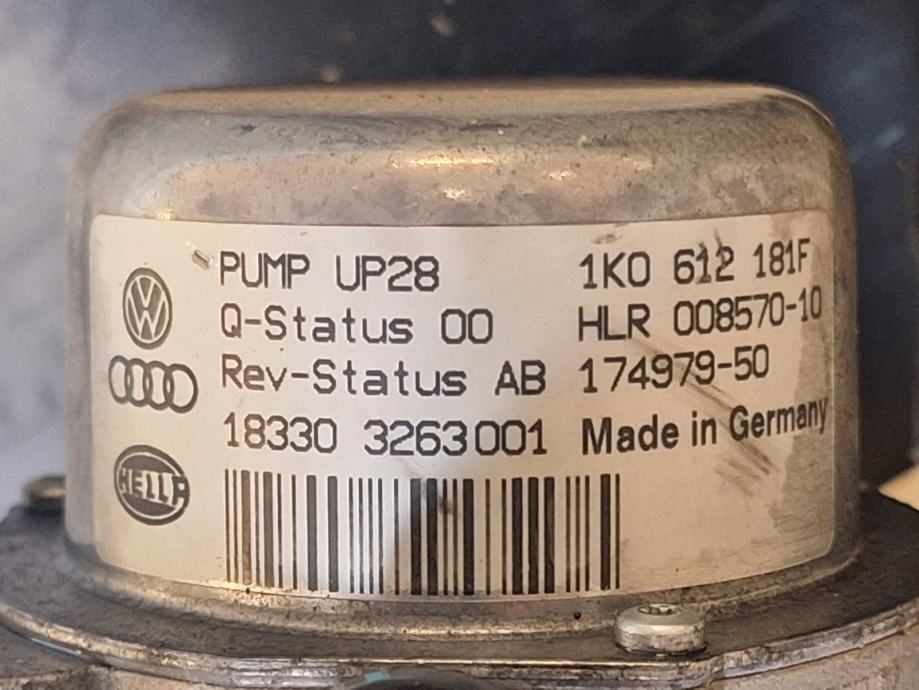 PUMP UP28 1K0 612 181F
Q-Status 00 HLR 008570-10
Rev-Status AB 174979-50
18330 3263001 Made in Germany
HELLA